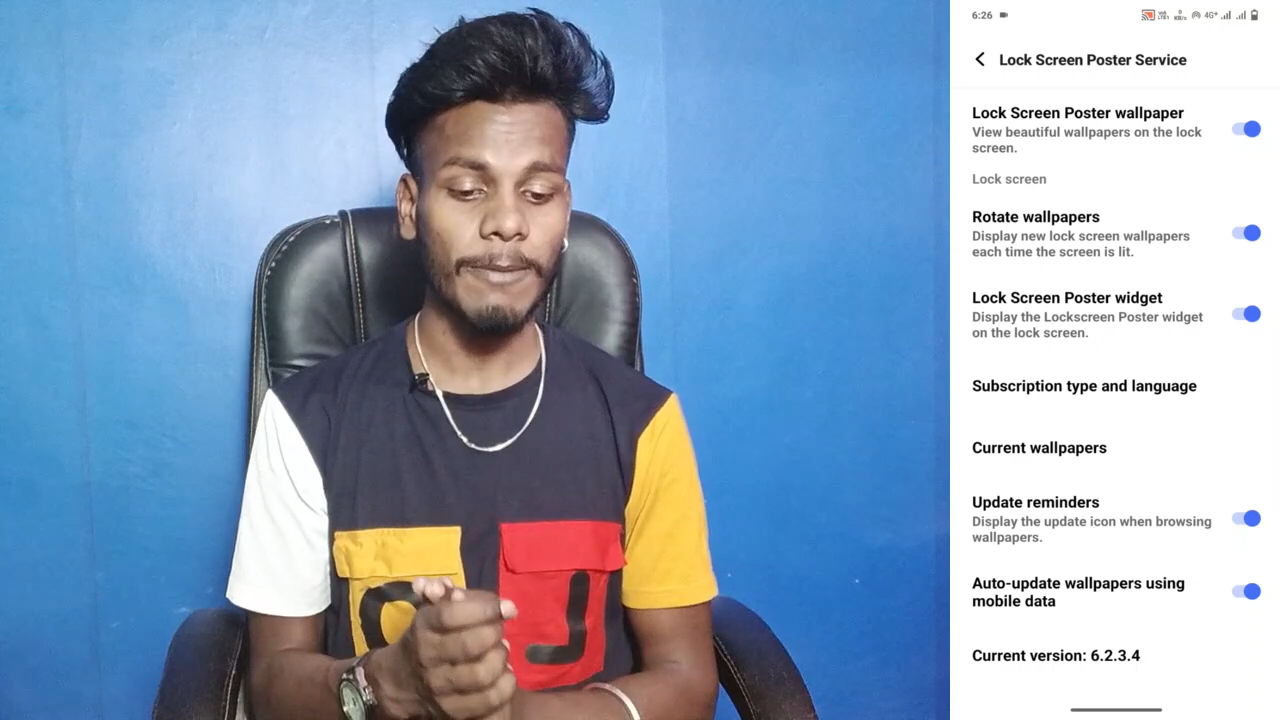 6:26
4G+
Lock Screen Poster Service
Lock Screen Poster wallpaper
View beautiful wallpapers on the lock
screen.
Lock screen
Rotate wallpapers
Display new lock screen wallpapers
each time the screen is lit.
Lock Screen Poster widget
Display the Lockscreen Poster widget
on the lock screen.
Subscription type and language
Current wallpapers
Update reminders
Display the update icon when browsing
wallpapers.
Auto-update wallpapers using
mobile data
Current version: 6.2.3.4
J